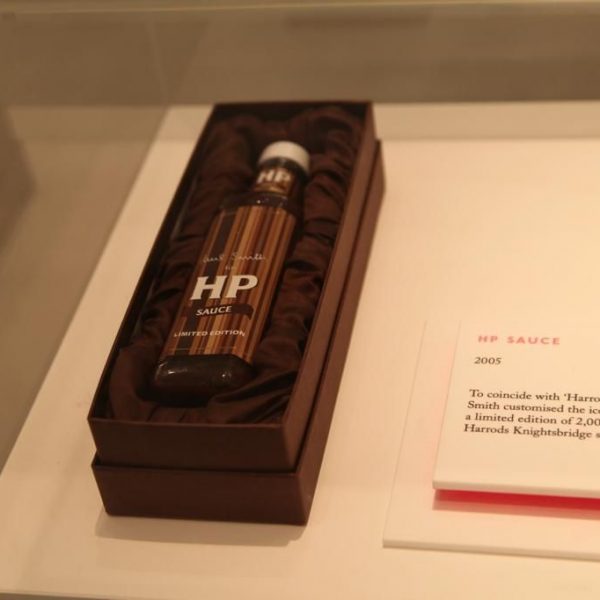 HP
Paul Smith
for
HP
SAUCE
LIMITED EDITION
HP SAUCE
2005
To coincide with ‘Harro
Smith customised the ico
a limited edition of 2,00
Harrods Knightsbridge s